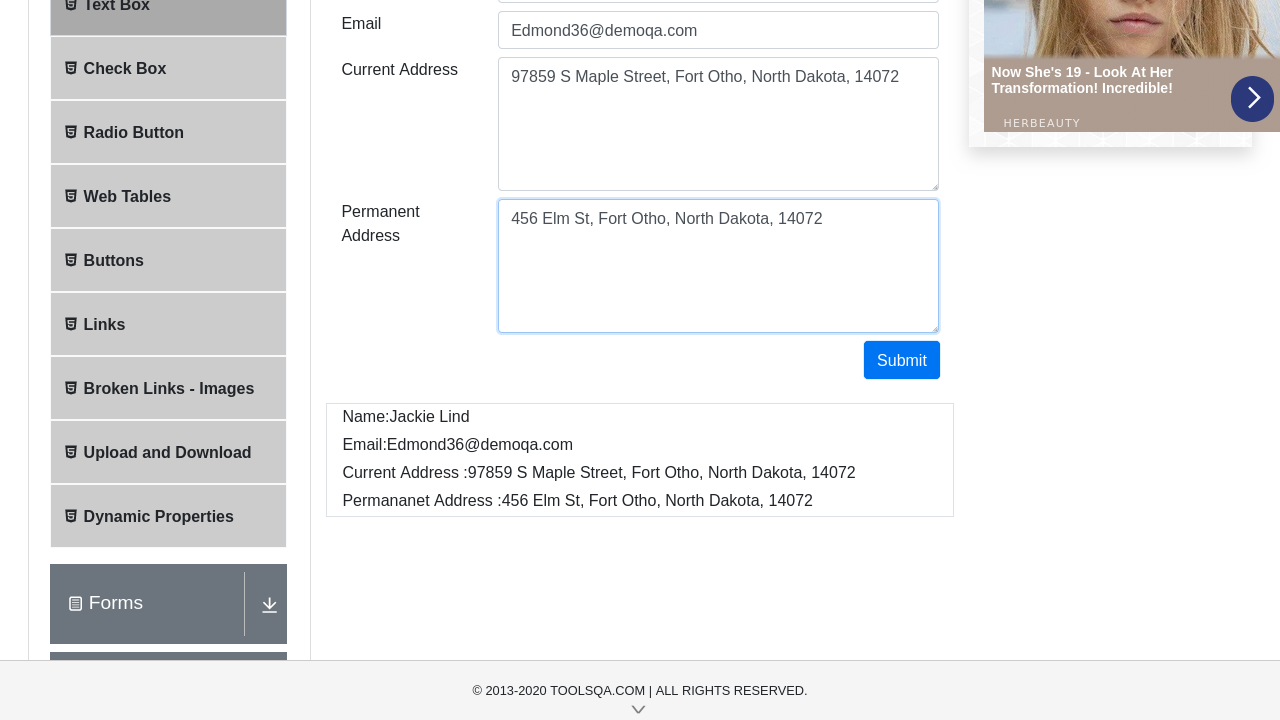 Text Box
Check Box
Radio Button
Web Tables
Buttons
Links
Broken Links - Images
Upload and Download
Dynamic Properties
Forms
Email
Edmond36@demoqa.com
Current Address
97859 S Maple Street, Fort Otho, North Dakota, 14072
Permanent
Address
456 Elm St, Fort Otho, North Dakota, 14072
Submit
Name:Jackie Lind
Email:Edmond36@demoqa.com
Current Address :97859 S Maple Street, Fort Otho, North Dakota, 14072
Permananet Address :456 Elm St, Fort Otho, North Dakota, 14072
Now She's 19 - Look At Her
Transformation! Incredible!
HERBEAUTY
© 2013-2020 TOOLSQA.COM | ALL RIGHTS RESERVED.